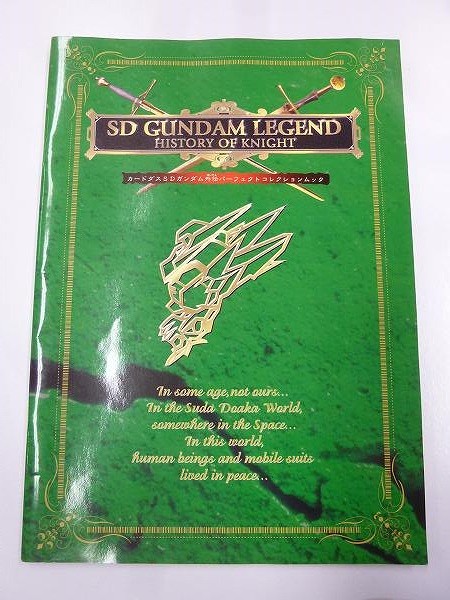 SD GUNDAM LEGEND
HISTORY OF KNIGHT
カードダスSDガンダム外伝パーフェクトコレクションムック
In some age, not ours...
In the Suda Doaka World,
somewhere in the Space...
In this world,
human beings and mobile suits
lived in peace...